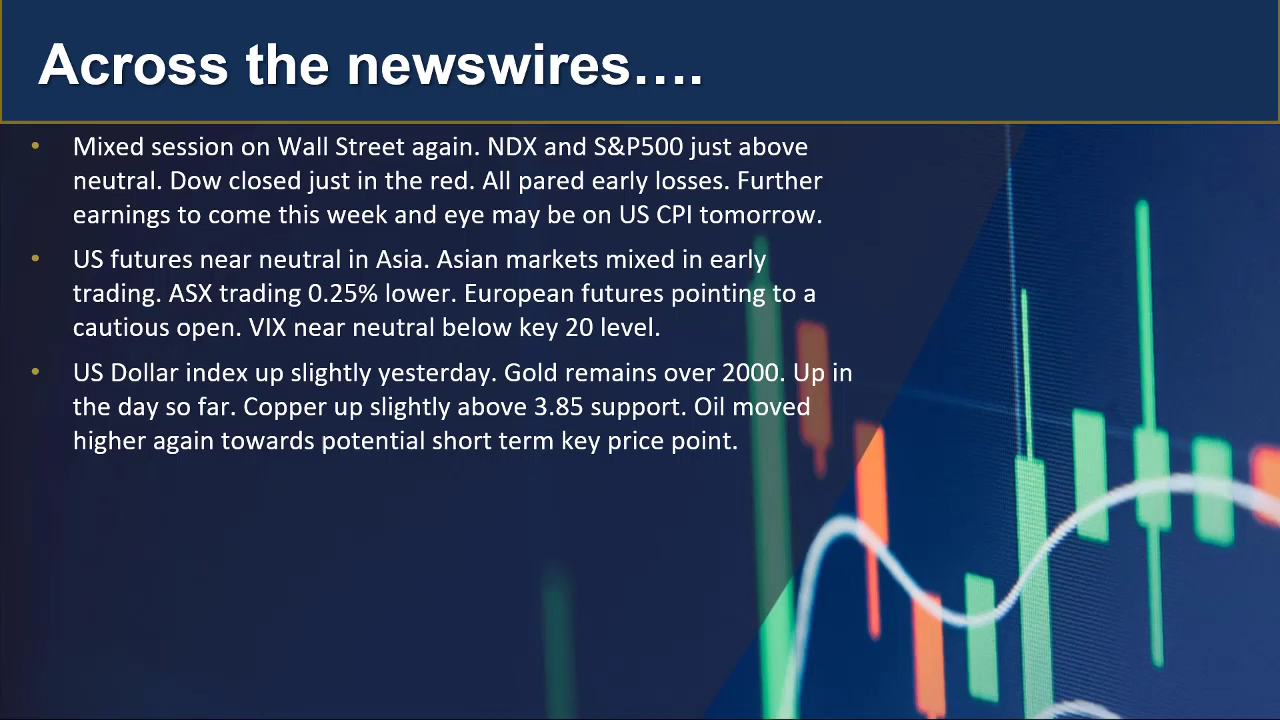 Across the newswires….
• Mixed session on Wall Street again. NDX and S&P500 just above
neutral. Dow closed just in the red. All pared early losses. Further
earnings to come this week and eye may be on US CPI tomorrow.
• US futures near neutral in Asia. Asian markets mixed in early
trading. ASX trading 0.25% lower. European futures pointing to a
cautious open. VIX near neutral below key 20 level.
• US Dollar index up slightly yesterday. Gold remains over 2000. Up in
the day so far. Copper up slightly above 3.85 support. Oil moved
higher again towards potential short term key price point.